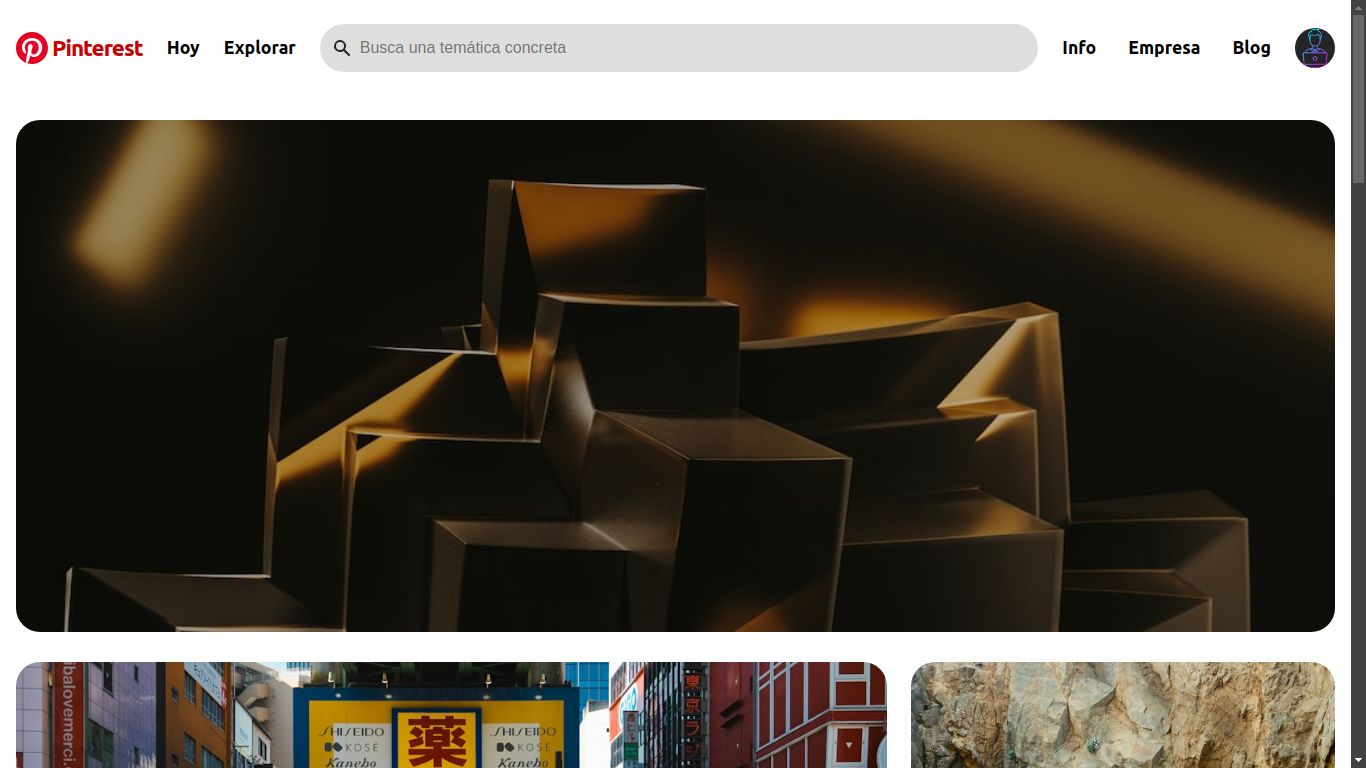 Pinterest Hoy Explorar Busca una temática concreta Info Empresa Blog
ibalovemerci.
SHISEIDO 薬 SHISEIDO
KOSÉ KOSÉ
Kanebo Kanebo
東京ラジ